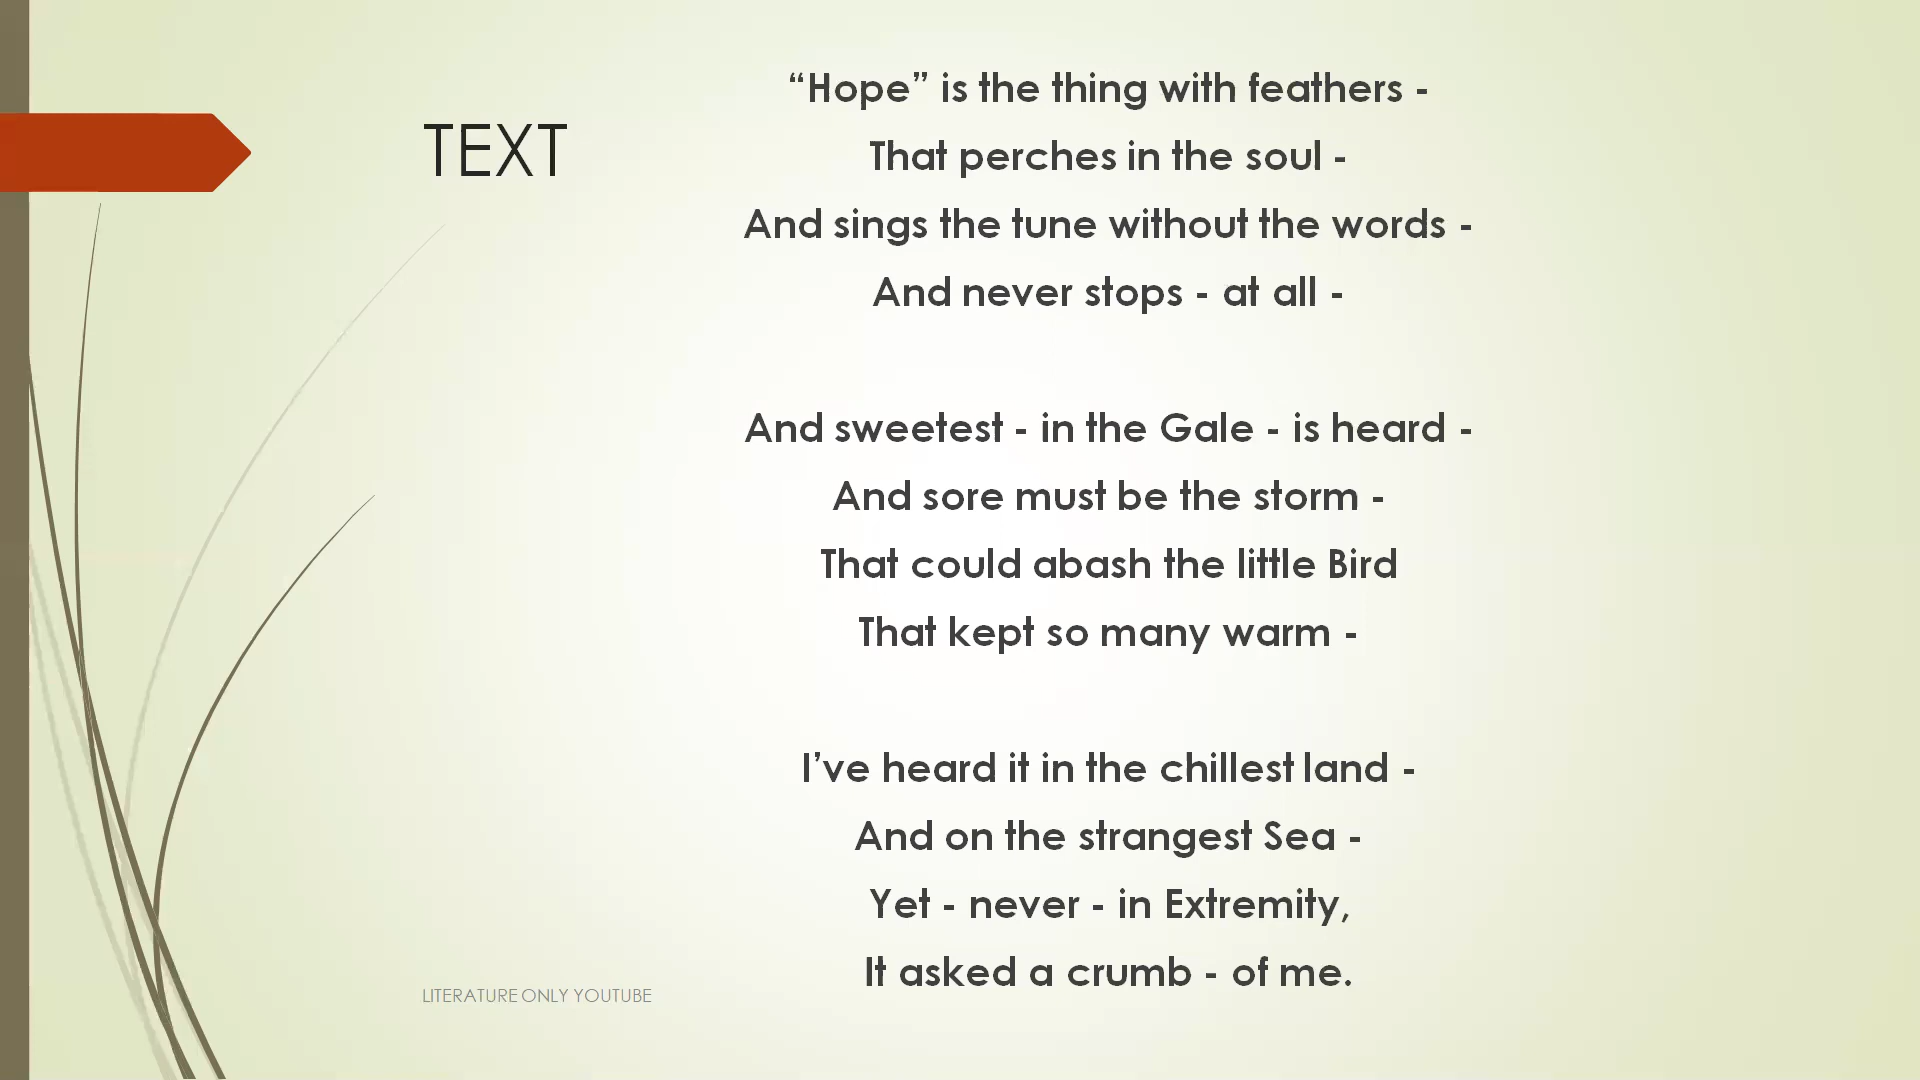 TEXT
“Hope” is the thing with feathers -
That perches in the soul -
And sings the tune without the words -
And never stops - at all -
And sweetest - in the Gale - is heard -
And sore must be the storm -
That could abash the little Bird
That kept so many warm -
I’ve heard it in the chillest land -
And on the strangest Sea -
Yet - never - in Extremity,
It asked a crumb - of me.
LITERATURE ONLY YOUTUBE